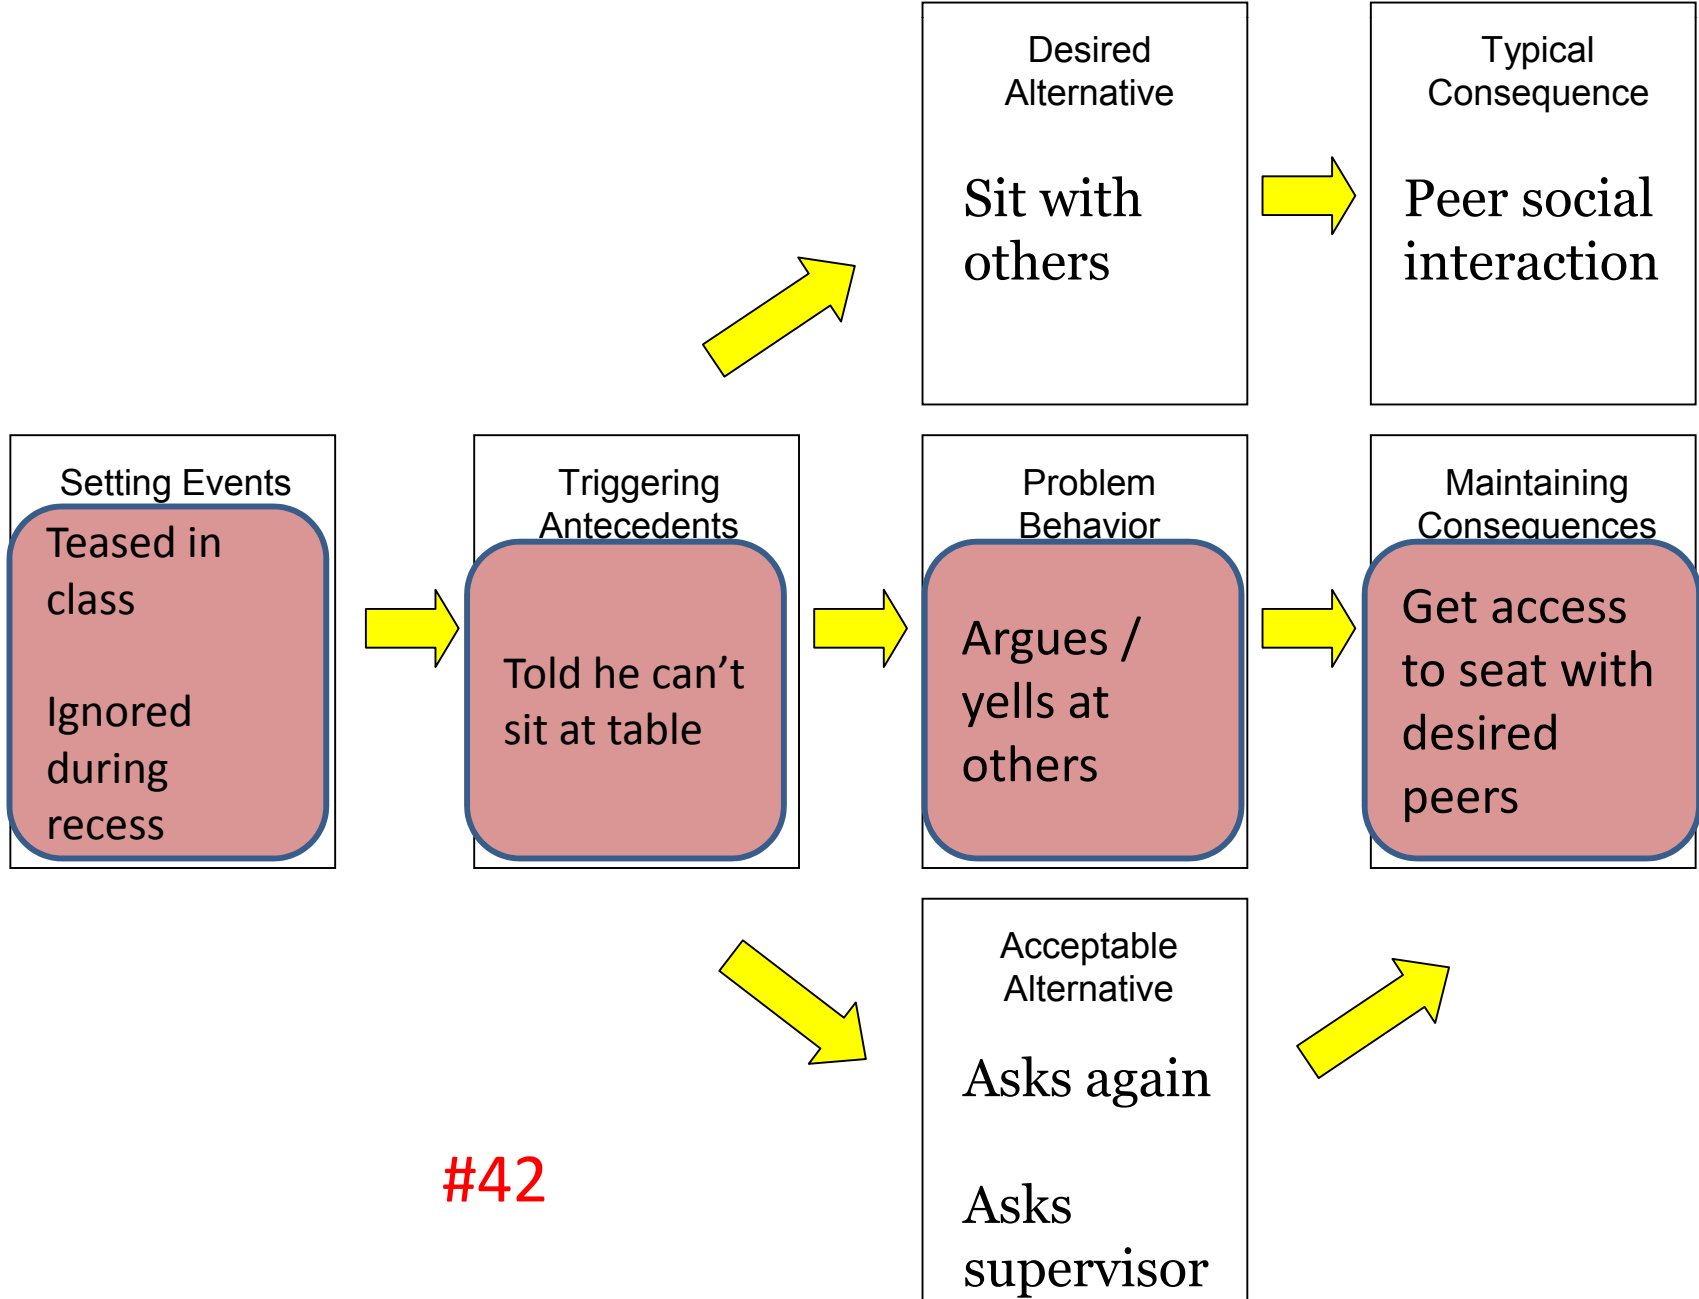 Desired
Alternative
Sit with
others
Typical
Consequence
Peer social
interaction
Setting Events
Teased in
class
Ignored
during
recess
Triggering
Antecedents
Told he can’t
sit at table
Problem
Behavior
Argues /
yells at
others
Maintaining
Consequences
Get access
to seat with
desired
peers
Acceptable
Alternative
Asks again
Asks
supervisor
#42